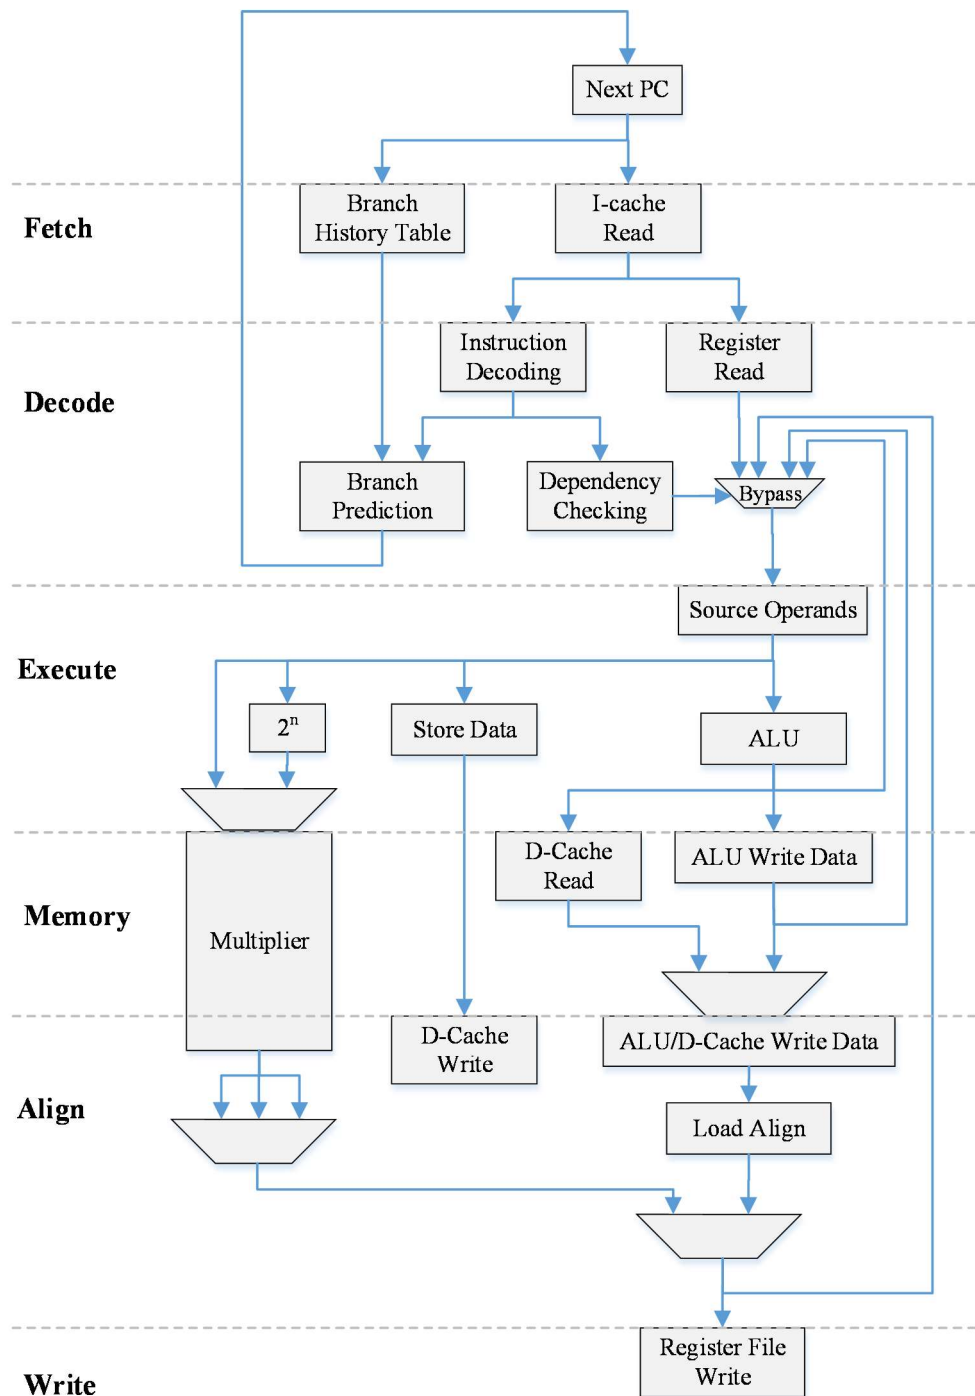 Next PC
Fetch
Branch
History Table
I-cache
Read
Decode
Instruction
Decoding
Register
Read
Branch
Prediction
Dependency
Checking
Bypass
Source Operands
Execute
2ⁿ
Store Data
ALU
Memory
Multiplier
D-Cache
Read
ALU Write Data
Align
D-Cache
Write
ALU/D-Cache Write Data
Load Align
Write
Register File
Write